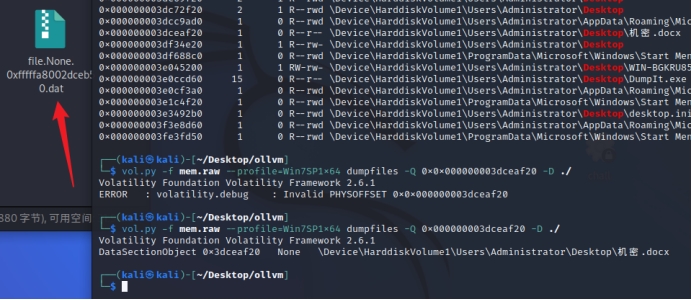 0x000000003dc72f20 2 1 R--rwd \Device\HarddiskVolume1\Users\Administrator\Desktop
0x000000003dcc9ad0 1 0 R--rwd \Device\HarddiskVolume1\Users\Administrator\AppData\Roaming\Mic
0x000000003dceaf20 1 0 R--r-- \Device\HarddiskVolume1\Users\Administrator\Desktop\机密.docx
0x000000003df34e20 1 1 R--rw- \Device\HarddiskVolume1\Users\Administrator\Desktop
0x000000003df688c0 1 0 R--rwd \Device\HarddiskVolume1\Users\Administrator\Microsoft\Windows\Start Men
0x000000003e045200 1 1 RW-rw- \Device\HarddiskVolume1\Users\Administrator\Desktop\WIN-BGKRU85
0x000000003e0ccd60 15 0 R--r-- \Device\HarddiskVolume1\Users\Administrator\Desktop\DumpIt.exe
0x000000003e0cf3a0 1 0 R--rwd \Device\HarddiskVolume1\Users\Administrator\AppData\Roaming\Mic
0x000000003e1c4f20 1 0 R--rwd \Device\HarddiskVolume1\ProgramData\Microsoft\Windows\Start Men
0x000000003e3492b0 1 0 R--rwd \Device\HarddiskVolume1\Users\Administrator\Desktop\desktop.ini
0x000000003f3e8d60 1 0 R--rwd \Device\HarddiskVolume1\Users\Administrator\AppData\Roaming\Mic
0x000000003fe3fd50 1 0 R--rwd \Device\HarddiskVolume1\ProgramData\Microsoft\Windows\Start Men
file.None.
0xfffffa8002dceb5
0.dat
┌──(kali㉿kali)-[~/Desktop/ollvm]
└─$ vol.py -f mem.raw --profile=Win7SP1×64 dumpfiles -Q 0×0×000000003dceaf20 -D ./
Volatility Foundation Volatility Framework 2.6.1
ERROR : volatility.debug : Invalid PHYSOFFSET 0×0×000000003dceaf20
┌──(kali㉿kali)-[~/Desktop/ollvm]
└─$ vol.py -f mem.raw --profile=Win7SP1×64 dumpfiles -Q 0×000000003dceaf20 -D ./
Volatility Foundation Volatility Framework 2.6.1
DataSectionObject 0×3dceaf20 None \Device\HarddiskVolume1\Users\Administrator\Desktop\机密.docx
880 字节), 可用空间
┌──(kali㉿kali)-[~/Desktop/ollvm]
└─$